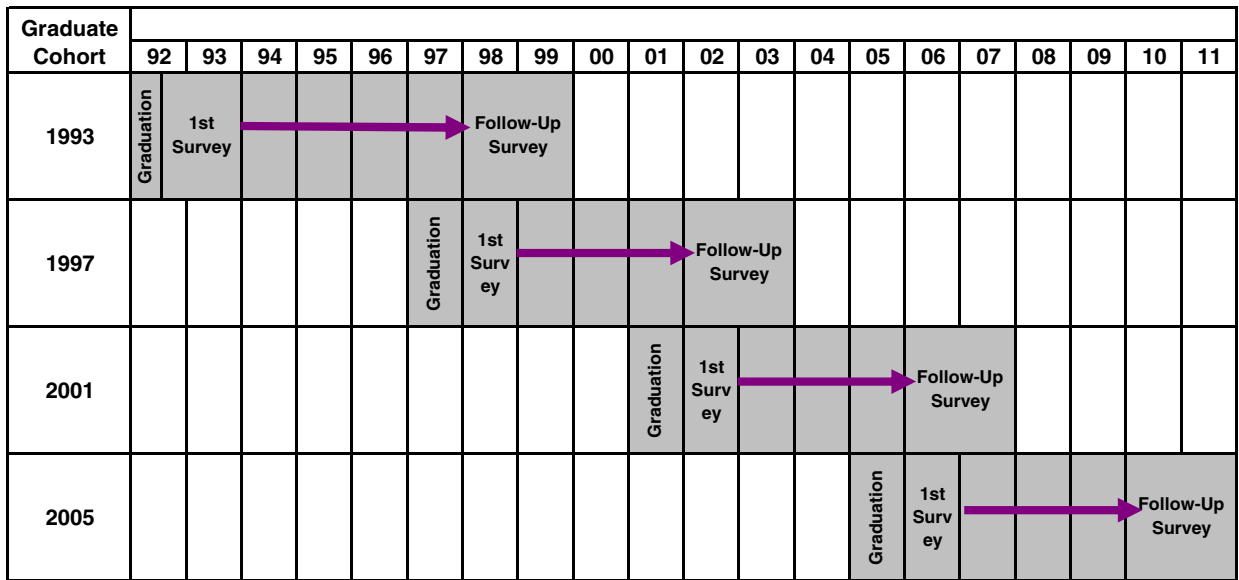 Graduate
Cohort
92 93 94 95 96 97 98 99 00 01 02 03 04 05 06 07 08 09 10 11
1993
Graduation
1st
Survey
Follow-Up
Survey
1997
Graduation
1st
Surv
ey
Follow-Up
Survey
2001
Graduation
1st
Surv
ey
Follow-Up
Survey
2005
Graduation
1st
Surv
ey
Follow-Up
Survey